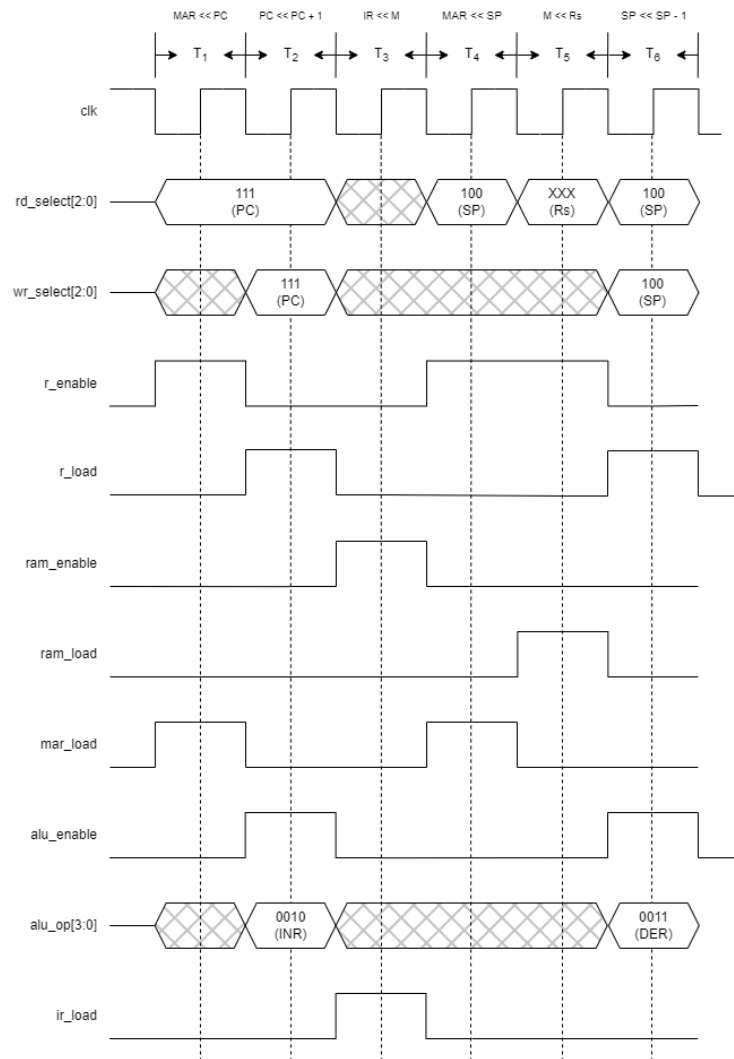 MAR << PC PC << PC + 1 IR << M MAR << SP M << Rs SP << SP - 1
T1 T2 T3 T4 T5 T6
clk
rd_select[2:0]
111
(PC)
100
(SP)
XXX
(Rs)
100
(SP)
wr_select[2:0]
111
(PC)
100
(SP)
r_enable
r_load
ram_enable
ram_load
mar_load
alu_enable
alu_op[3:0]
0010
(INR)
0011
(DER)
ir_load